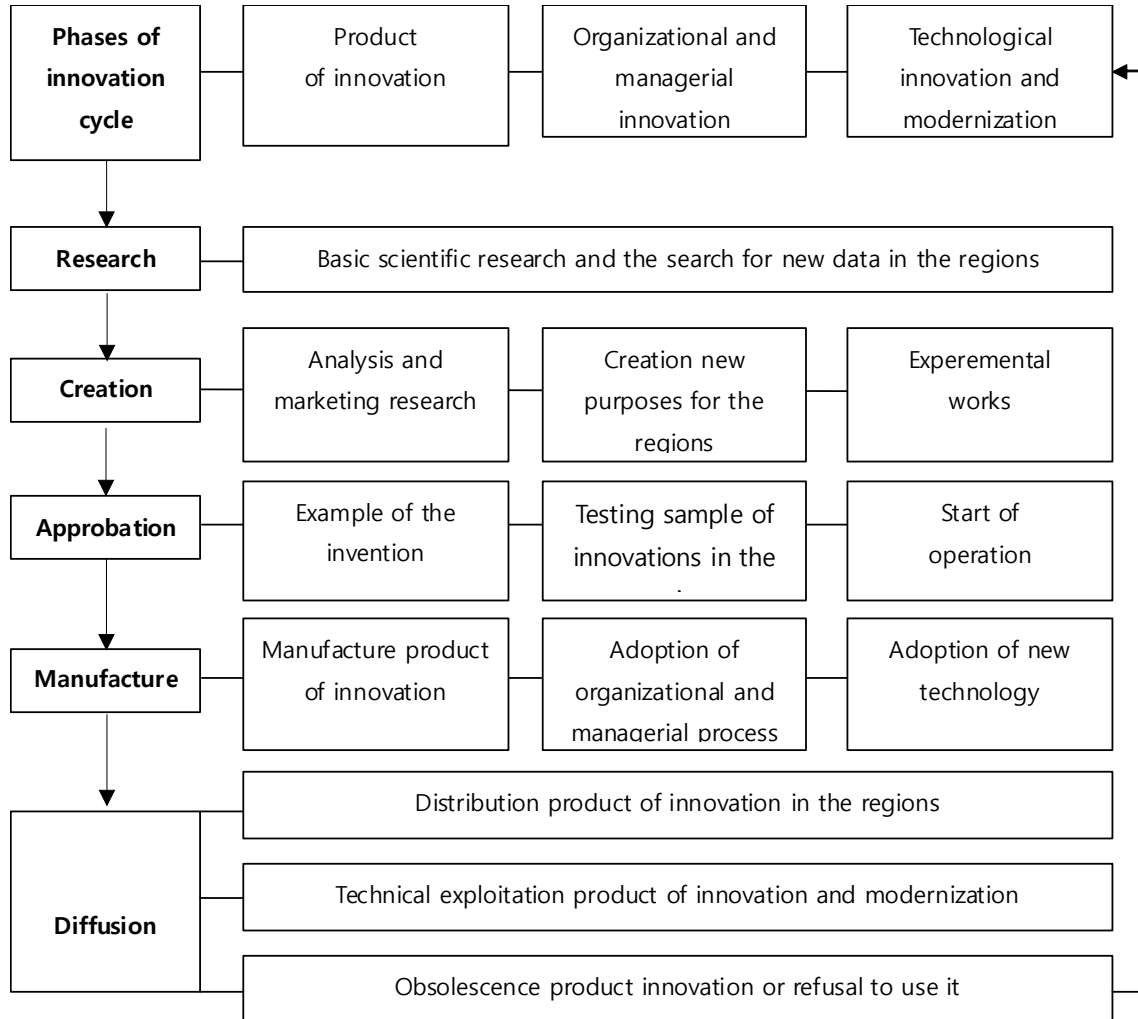 Phases of
innovation
cycle
Product
of innovation
Organizational and
managerial
innovation
Technological
innovation and
modernization
Research
Basic scientific research and the search for new data in the regions
Creation
Analysis and
marketing research
Creation new
purposes for the
regions
Experemental
works
Approbation
Example of the
invention
Testing sample of
innovations in the
Start of
operation
Manufacture
Manufacture product
of innovation
Adoption of
organizational and
managerial process
Adoption of new
technology
Diffusion
Distribution product of innovation in the regions
Technical exploitation product of innovation and modernization
Obsolescence product innovation or refusal to use it